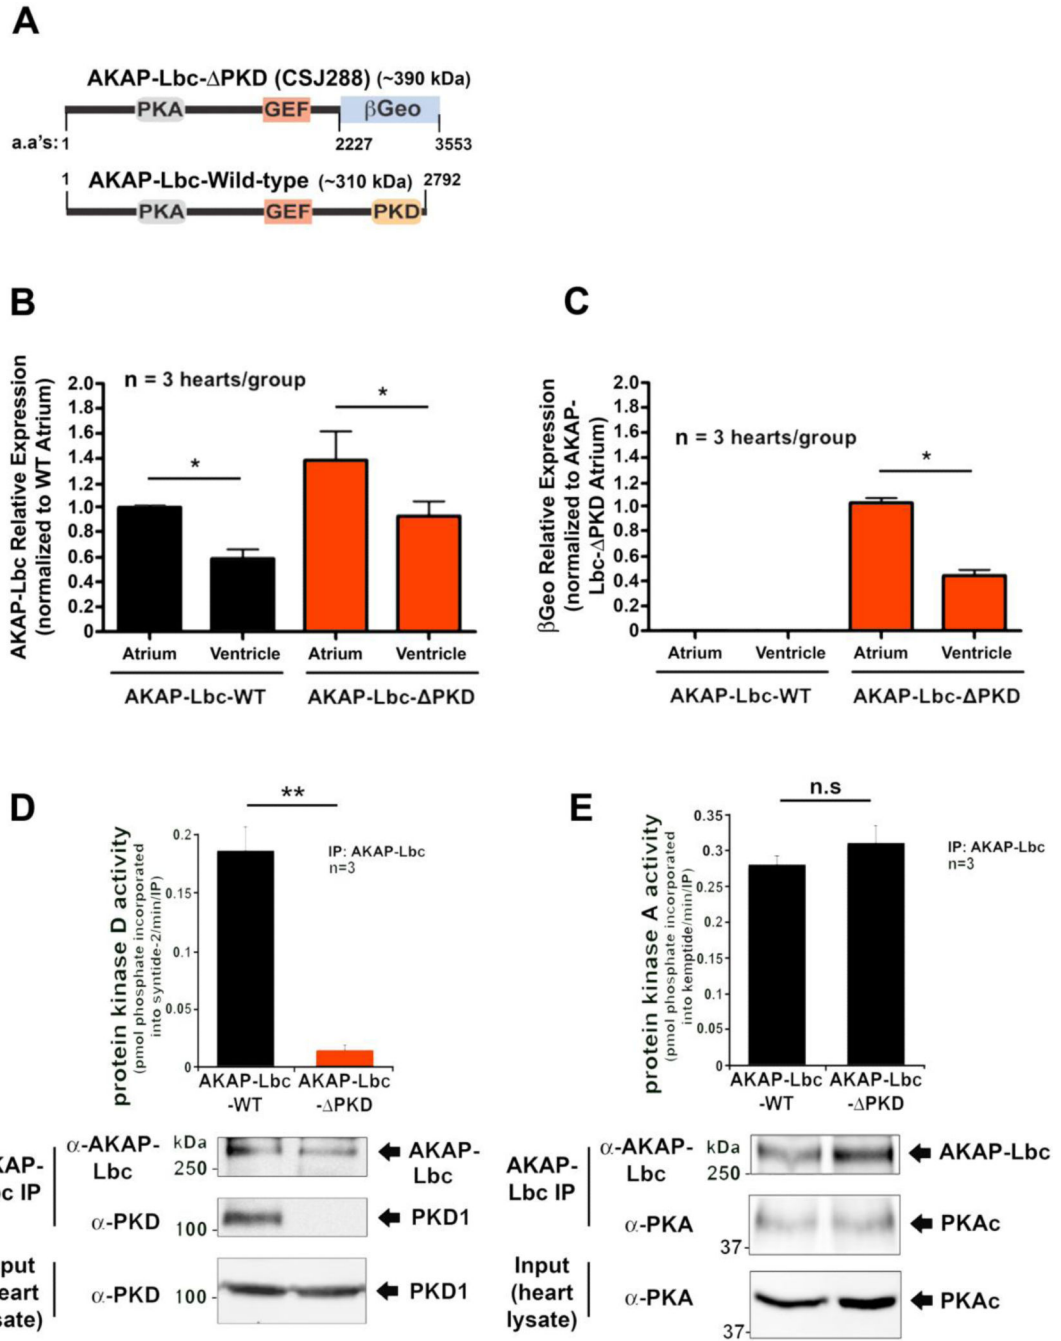 A
AKAP-Lbc-ΔPKD (CSJ288) (~390 kDa)
PKA GEF βGeo
a.a's: 1 2227 3553
1 AKAP-Lbc-Wild-type (~310 kDa) 2792
PKA GEF PKD
B
AKAP-Lbc Relative Expression
(normalized to WT Atrium)
n = 3 hearts/group
2.0
1.8
1.6
1.4
1.2
1.0
0.8
0.6
0.4
0.2
0
*
*
Atrium Ventricle Atrium Ventricle
AKAP-Lbc-WT AKAP-Lbc-ΔPKD
C
βGeo Relative Expression
(normalized to AKAP-
Lbc-ΔPKD Atrium)
n = 3 hearts/group
2.0
1.8
1.6
1.4
1.2
1.0
0.8
0.6
0.4
0.2
0
*
Atrium Ventricle Atrium Ventricle
AKAP-Lbc-WT AKAP-Lbc-ΔPKD
D
protein kinase D activity
(pmol phosphate incorporated
into syntide-2/min/IP)
**
IP: AKAP-Lbc
n=3
0.2
0.15
0.1
0.05
0
AKAP-Lbc AKAP-Lbc
-WT -ΔPKD
KAP-
bc IP
α-AKAP-
Lbc
kDa
250
AKAP-
Lbc
α-PKD 100 PKD1
put
eart
sate)
α-PKD 100 PKD1
E
protein kinase A activity
(pmol phosphate incorporated
into kemptide/min/IP)
n.s
IP: AKAP-Lbc
n=3
0.35
0.3
0.25
0.2
0.15
0.1
0.05
0
AKAP-Lbc AKAP-Lbc
-WT -ΔPKD
AKAP-
Lbc IP
α-AKAP-
Lbc
kDa
250
AKAP-Lbc
α-PKA 37 PKAc
Input
(heart
lysate)
α-PKA 37 PKAc